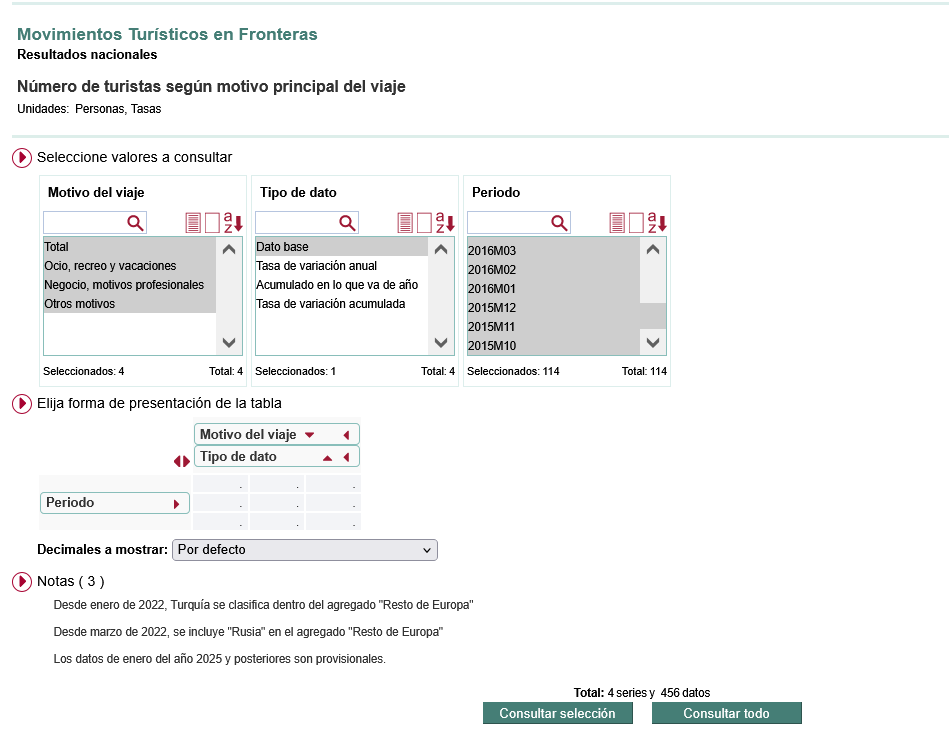 Movimientos Turísticos en Fronteras
Resultados nacionales
Número de turistas según motivo principal del viaje
Unidades: Personas, Tasas
Seleccione valores a consultar
Motivo del viaje
Total
Ocio, recreo y vacaciones
Negocio, motivos profesionales
Otros motivos
Seleccionados: 4 Total: 4
Tipo de dato
Dato base
Tasa de variación anual
Acumulado en lo que va de año
Tasa de variación acumulada
Seleccionados: 1 Total: 4
Periodo
2016M03
2016M02
2016M01
2015M12
2015M11
2015M10
Seleccionados: 114 Total: 114
Elija forma de presentación de la tabla
Motivo del viaje
Tipo de dato
Periodo
Decimales a mostrar: Por defecto
Notas ( 3 )
Desde enero de 2022, Turquía se clasifica dentro del agregado "Resto de Europa"
Desde marzo de 2022, se incluye "Rusia" en el agregado "Resto de Europa"
Los datos de enero del año 2025 y posteriores son provisionales.
Total: 4 series y 456 datos
Consultar selección Consultar todo